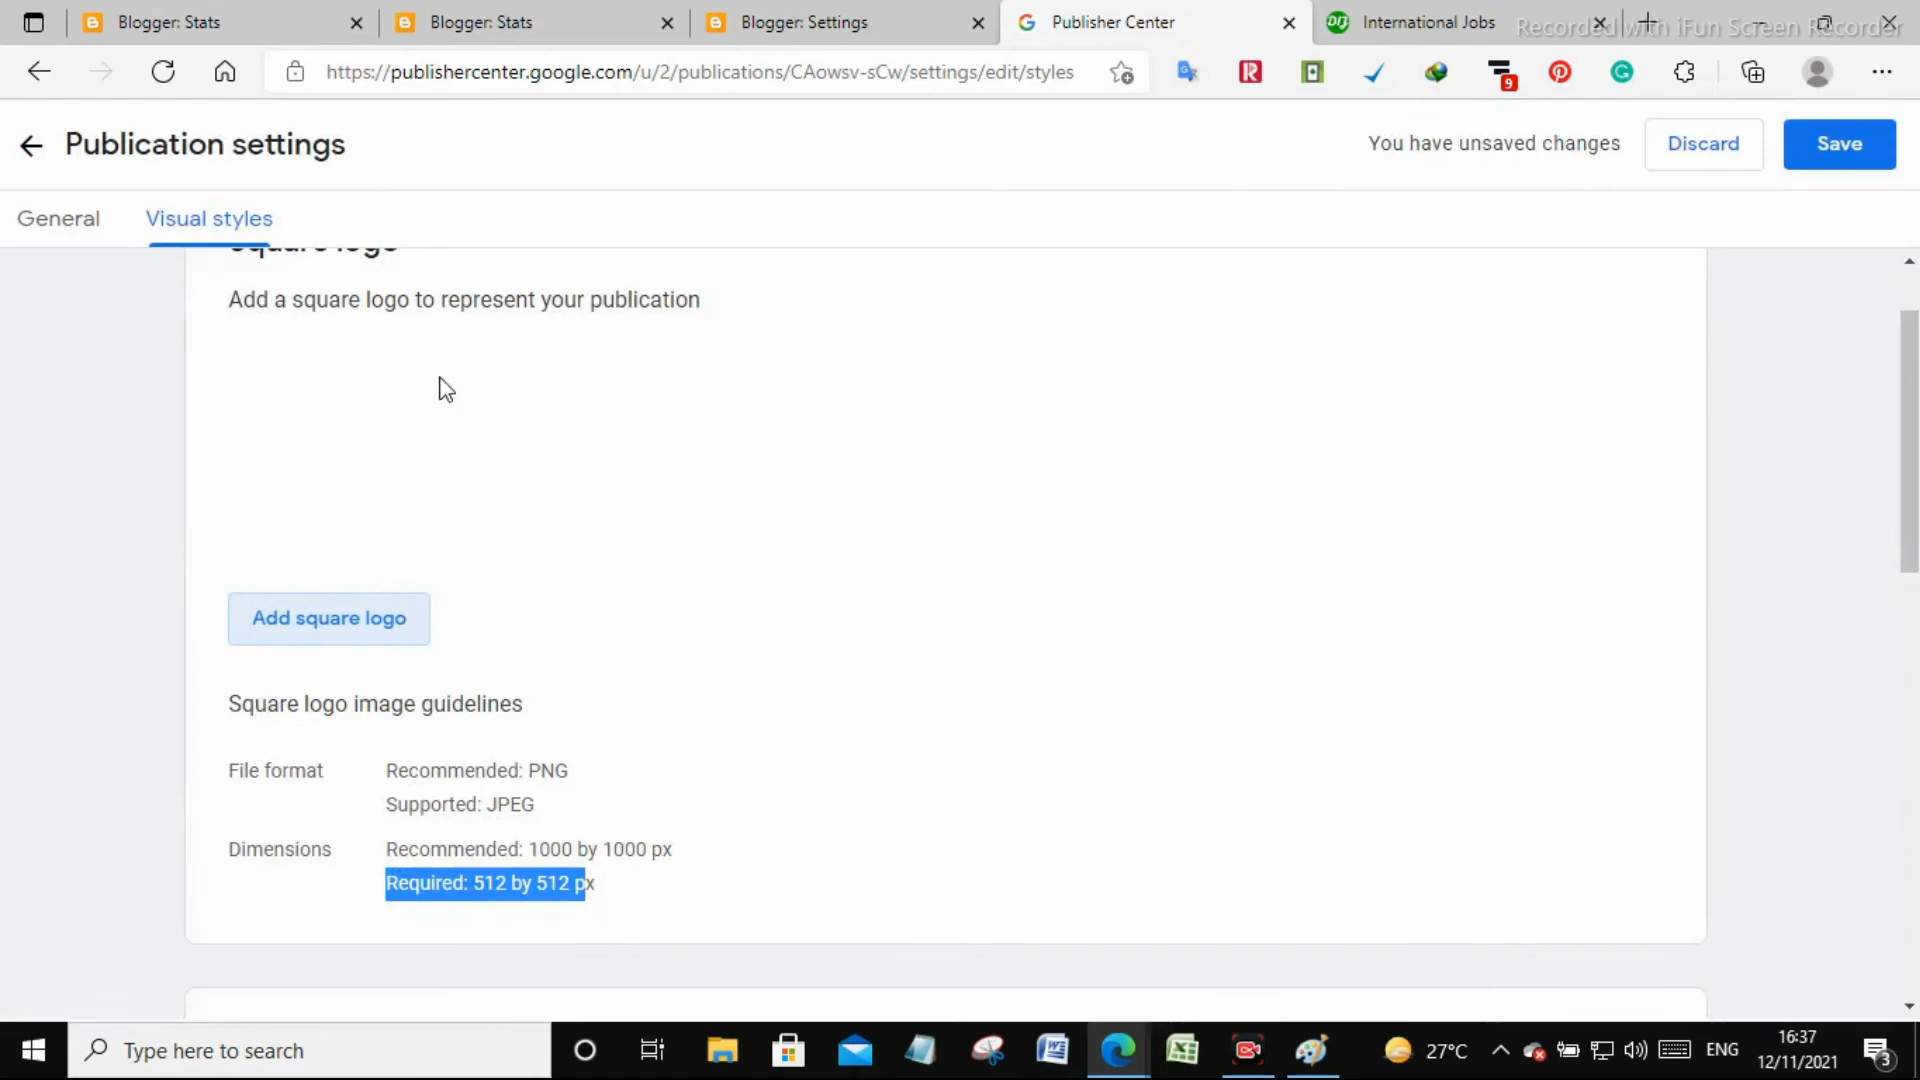 Blogger: Stats
Blogger: Stats
Blogger: Settings
Publisher Center
International Jobs
Recorded with iFun Screen Recorder
https://publishercenter.google.com/u/2/publications/CAowsv-sCw/settings/edit/styles
9
Publication settings
You have unsaved changes
Discard
Save
General
Visual styles
Square logo
Add a square logo to represent your publication
Add square logo
Square logo image guidelines
File format
Recommended: PNG
Supported: JPEG
Dimensions
Recommended: 1000 by 1000 px
Required: 512 by 512 px
Type here to search
27°C
ENG
16:37
12/11/2021
3